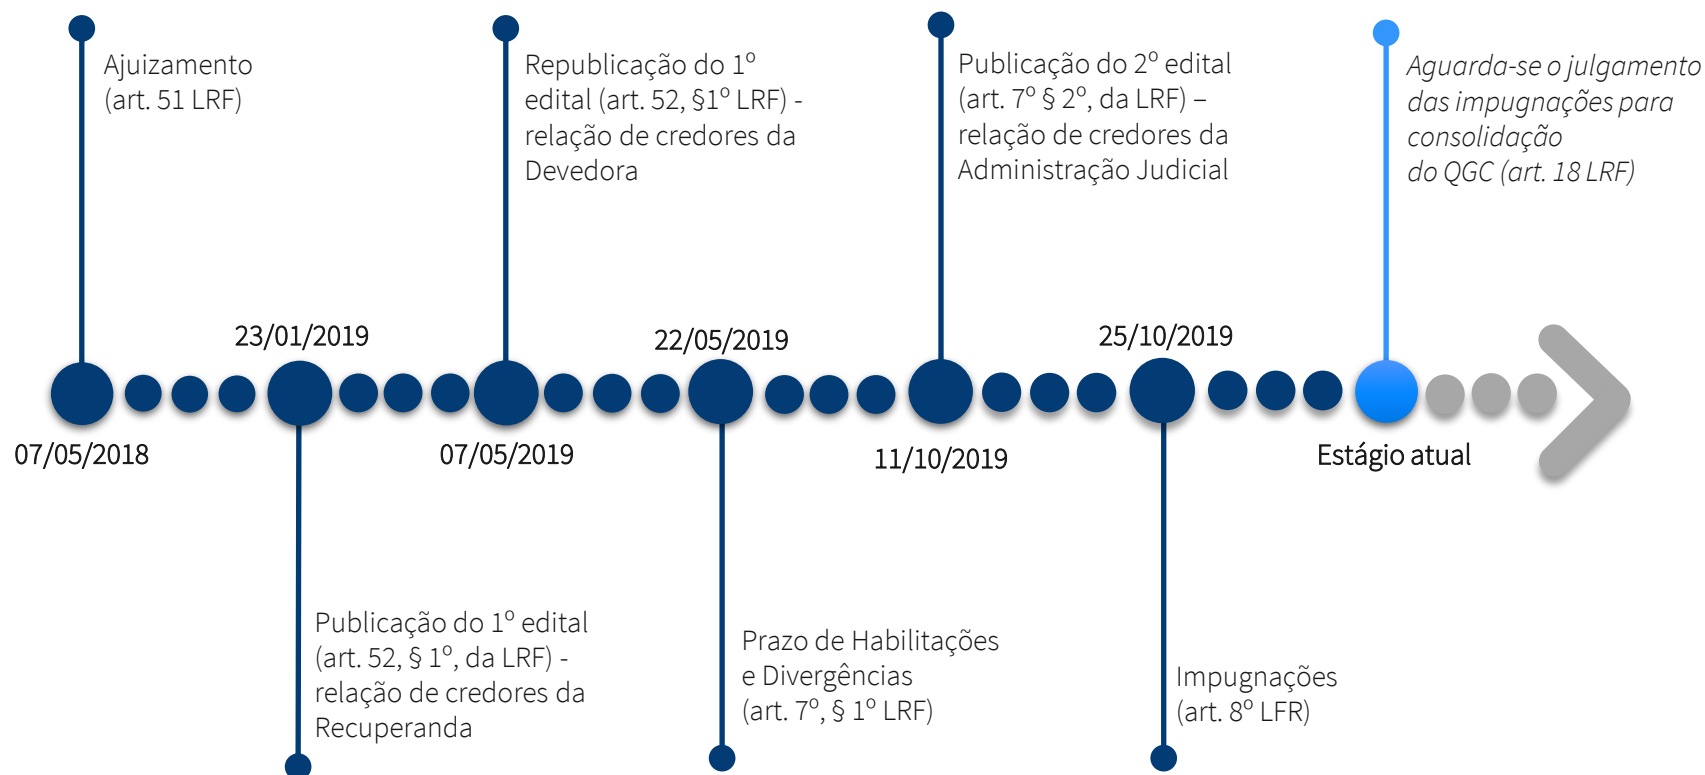 Ajuizamento
(art. 51 LRF)
Republicação do 1º
edital (art. 52, §1º LRF) -
relação de credores da
Devedora
Publicação do 2º edital
(art. 7º § 2º, da LRF) –
relação de credores da
Administração Judicial
Aguarda-se o julgamento
das impugnações para
consolidação
do QGC (art. 18 LRF)
23/01/2019
22/05/2019
25/10/2019
07/05/2018
07/05/2019
11/10/2019
Estágio atual
Publicação do 1º edital
(art. 52, § 1º, da LRF) -
relação de credores da
Recuperanda
Prazo de Habilitações
e Divergências
(art. 7º, § 1º LRF)
Impugnações
(art. 8º LFR)